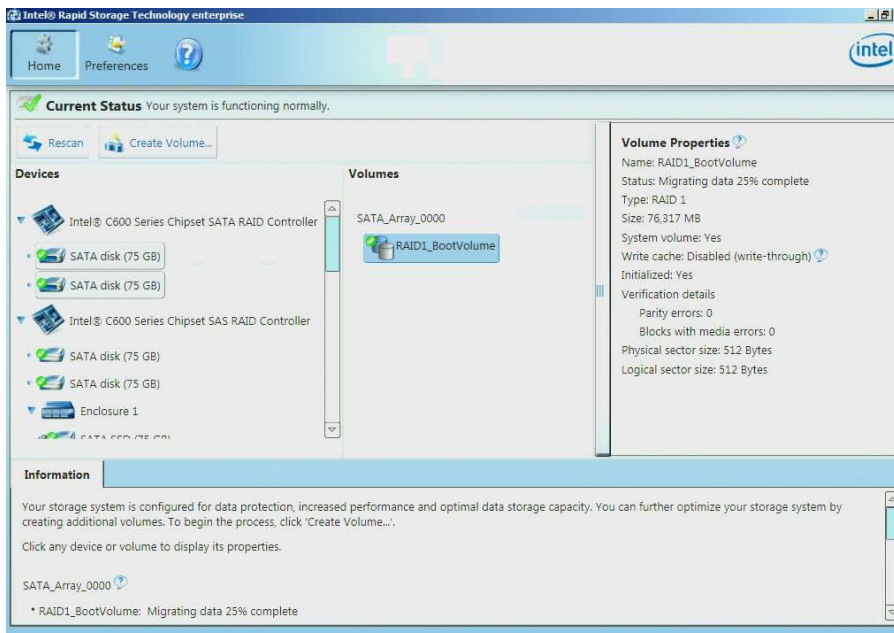 Intel® Rapid Storage Technology enterprise
Home
Preferences
?
intel
Current Status Your system is functioning normally.
Rescan
Create Volume...
Devices
Intel® C600 Series Chipset SATA RAID Controller
SATA disk (75 GB)
SATA disk (75 GB)
Intel® C600 Series Chipset SAS RAID Controller
SATA disk (75 GB)
SATA disk (75 GB)
Enclosure 1
SATA SSD (75 GB)
Volumes
SATA_Array_0000
RAID1_BootVolume
Volume Properties ?
Name: RAID1_BootVolume
Status: Migrating data 25% complete
Type: RAID 1
Size: 76,317 MB
System volume: Yes
Write cache: Disabled (write-through) ?
Initialized: Yes
Verification details
Parity errors: 0
Blocks with media errors: 0
Physical sector size: 512 Bytes
Logical sector size: 512 Bytes
Information
Your storage system is configured for data protection, increased performance and optimal data storage capacity. You can further optimize your storage system by
creating additional volumes. To begin the process, click 'Create Volume...'.
Click any device or volume to display its properties.
SATA_Array_0000 ?
• RAID1_BootVolume: Migrating data 25% complete